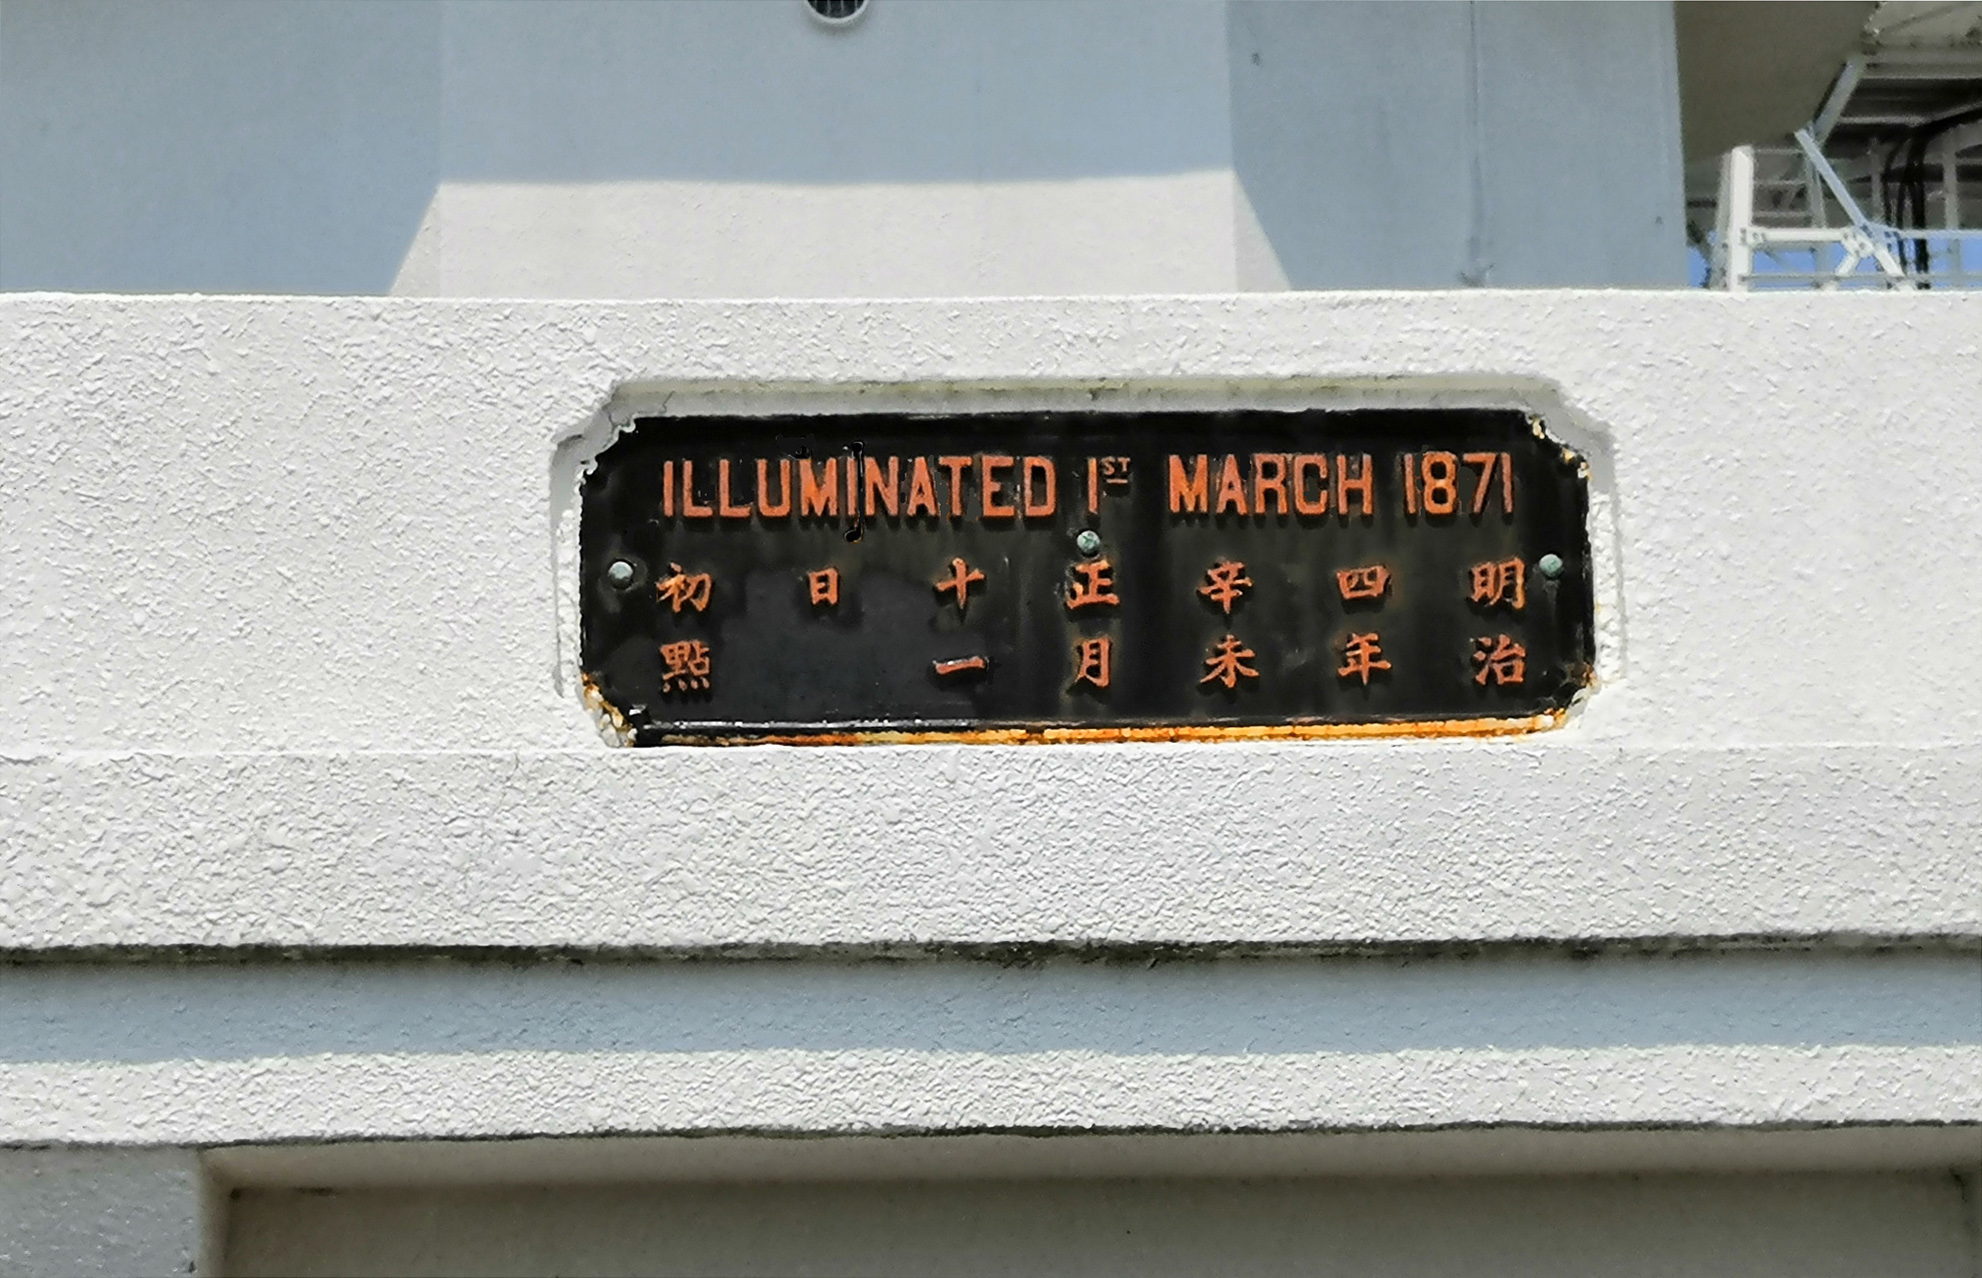 ILLUMINATED 1ST MARCH 1871
明治
四年
辛未
正月
十一
日
初點